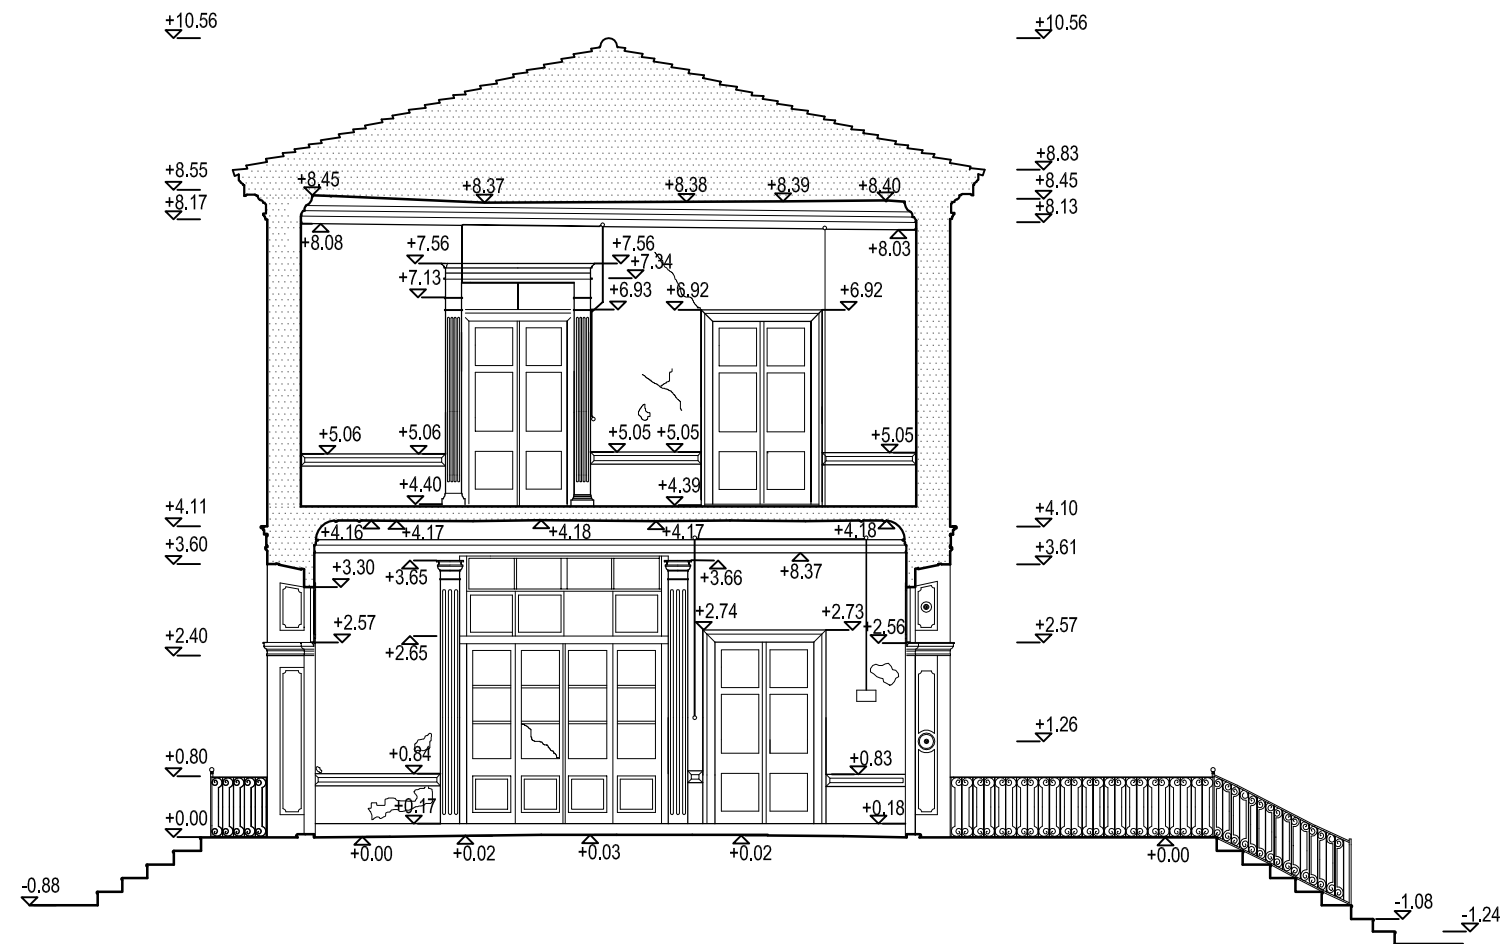 +10.56 +10.56
+8.83
+8.55 +8.45 +8.37 +8.38 +8.39 +8.40 +8.45
+8.17 +8.13
+8.08 +7.56 +7.56 +8.03
+7.34
+7.13 +6.93 +6.92 +6.92
+5.06 +5.06 +5.05 +5.05 +5.05
+4.40 +4.39
+4.11 +4.10
+4.16 +4.17 +4.18 +4.17 +4.18
+3.60 +3.61
+3.30 +3.65 +3.66 +8.37
+2.74 +2.73
+2.57 +2.56 +2.57
+2.40 +2.65
+1.26
+0.80 +0.84 +0.83
+0.17 +0.18
+0.00
+0.00 +0.02 +0.03 +0.02 +0.00
-0.88
-1.08
-1.24